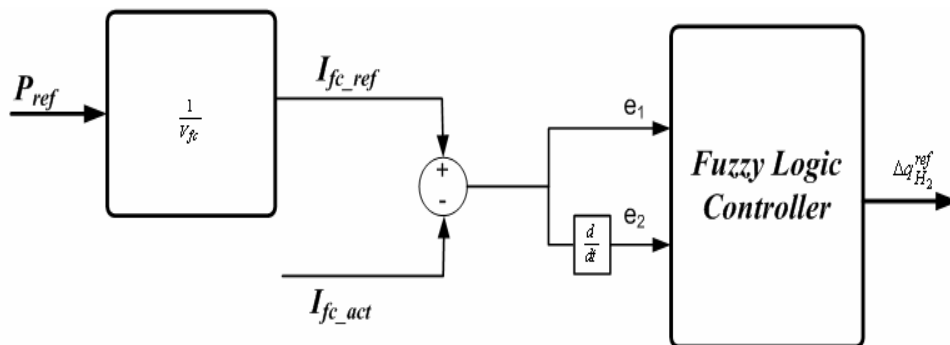 P_ref
1
V_fc
I_fc_ref
+
-
I_fc_act
e₁
e₂
d
dt
Fuzzy Logic
Controller
Δq_H₂^ref